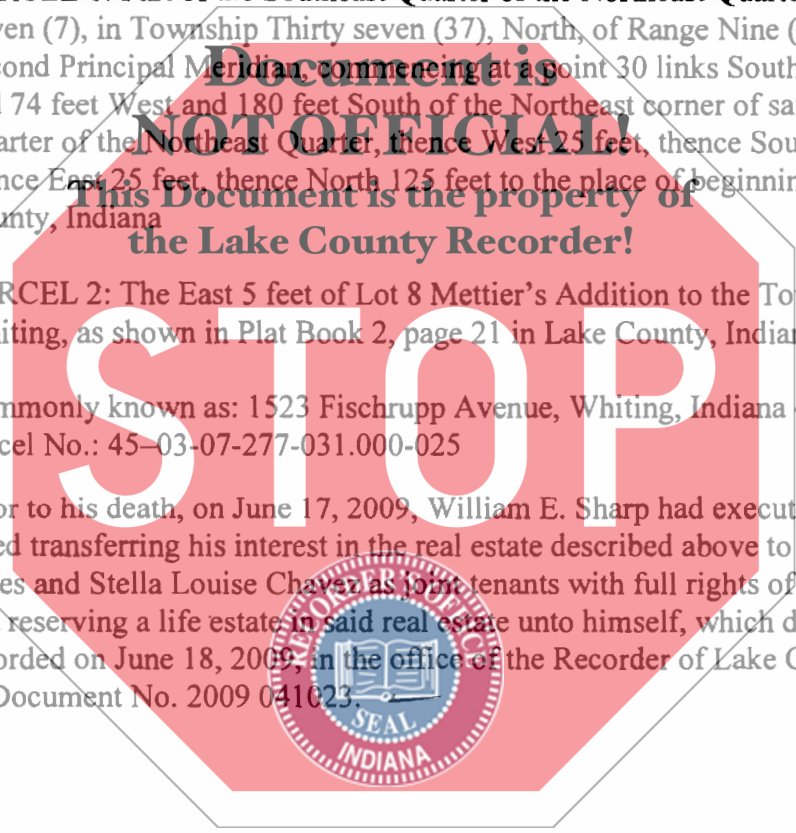 ven (7), in Township Thirty seven (37), North, of Range Nine (
cond Principal Meridian, commencing at a point 30 links South
l 74 feet West and 180 feet South of the Northeast corner of sa
arter of the Northeast Quarter, thence West 25 feet, thence Sou
nce East 25 feet, thence North 125 feet to the place of beginnin
unty, Indiana
Document is
NOT OFFICIAL!
This Document is the property of
the Lake County Recorder!
RCEL 2: The East 5 feet of Lot 8 Mettier's Addition to the To
iting, as shown in Plat Book 2, page 21 in Lake County, Indian
mmonly known as: 1523 Fischrupp Avenue, Whiting, Indiana
cel No.: 45–03-07-277-031.000-025
STOP
or to his death, on June 17, 2009, William E. Sharp had execut
ed transferring his interest in the real estate described above to
es and Stella Louise Chavez as joint tenants with full rights of
reserving a life estate in said real estate unto himself, which d
orded on June 18, 2009, in the office of the Recorder of Lake C
Document No. 2009 041023.
RECORDER'S OFFICE
SEAL
INDIANA